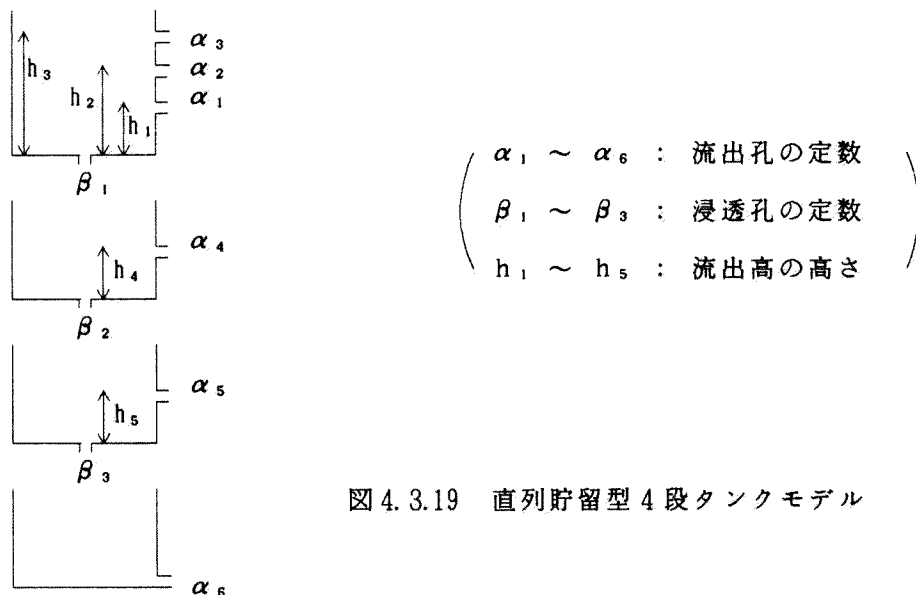 α₃
h₃
α₂
h₂
α₁
h₁
β₁
α₁ ～ α₆ : 流出孔の定数
β₁ ～ β₃ : 浸透孔の定数
h₁ ～ h₅ : 流出高の高さ
α₄
h₄
β₂
α₅
h₅
β₃
図4.3.19 直列貯留型4段タンクモデル
α₆